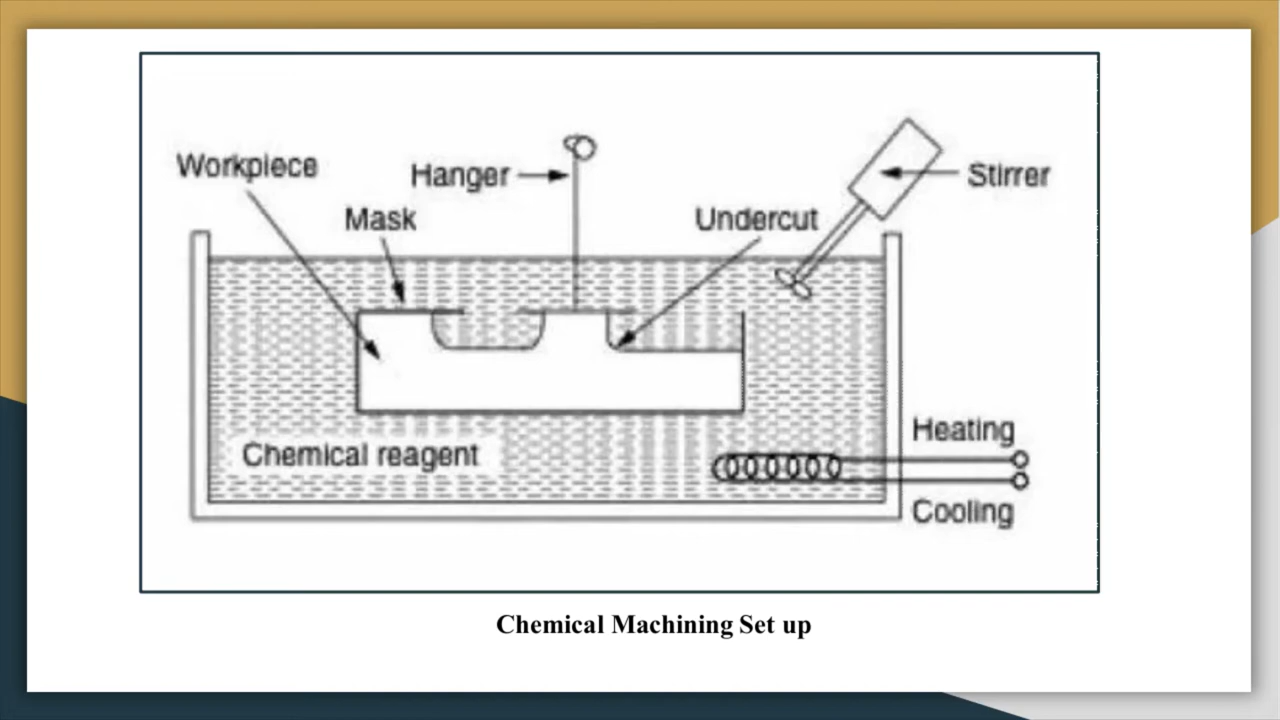 Workpiece
Hanger
Stirrer
Mask
Undercut
Chemical reagent
Heating
Cooling
Chemical Machining Set up